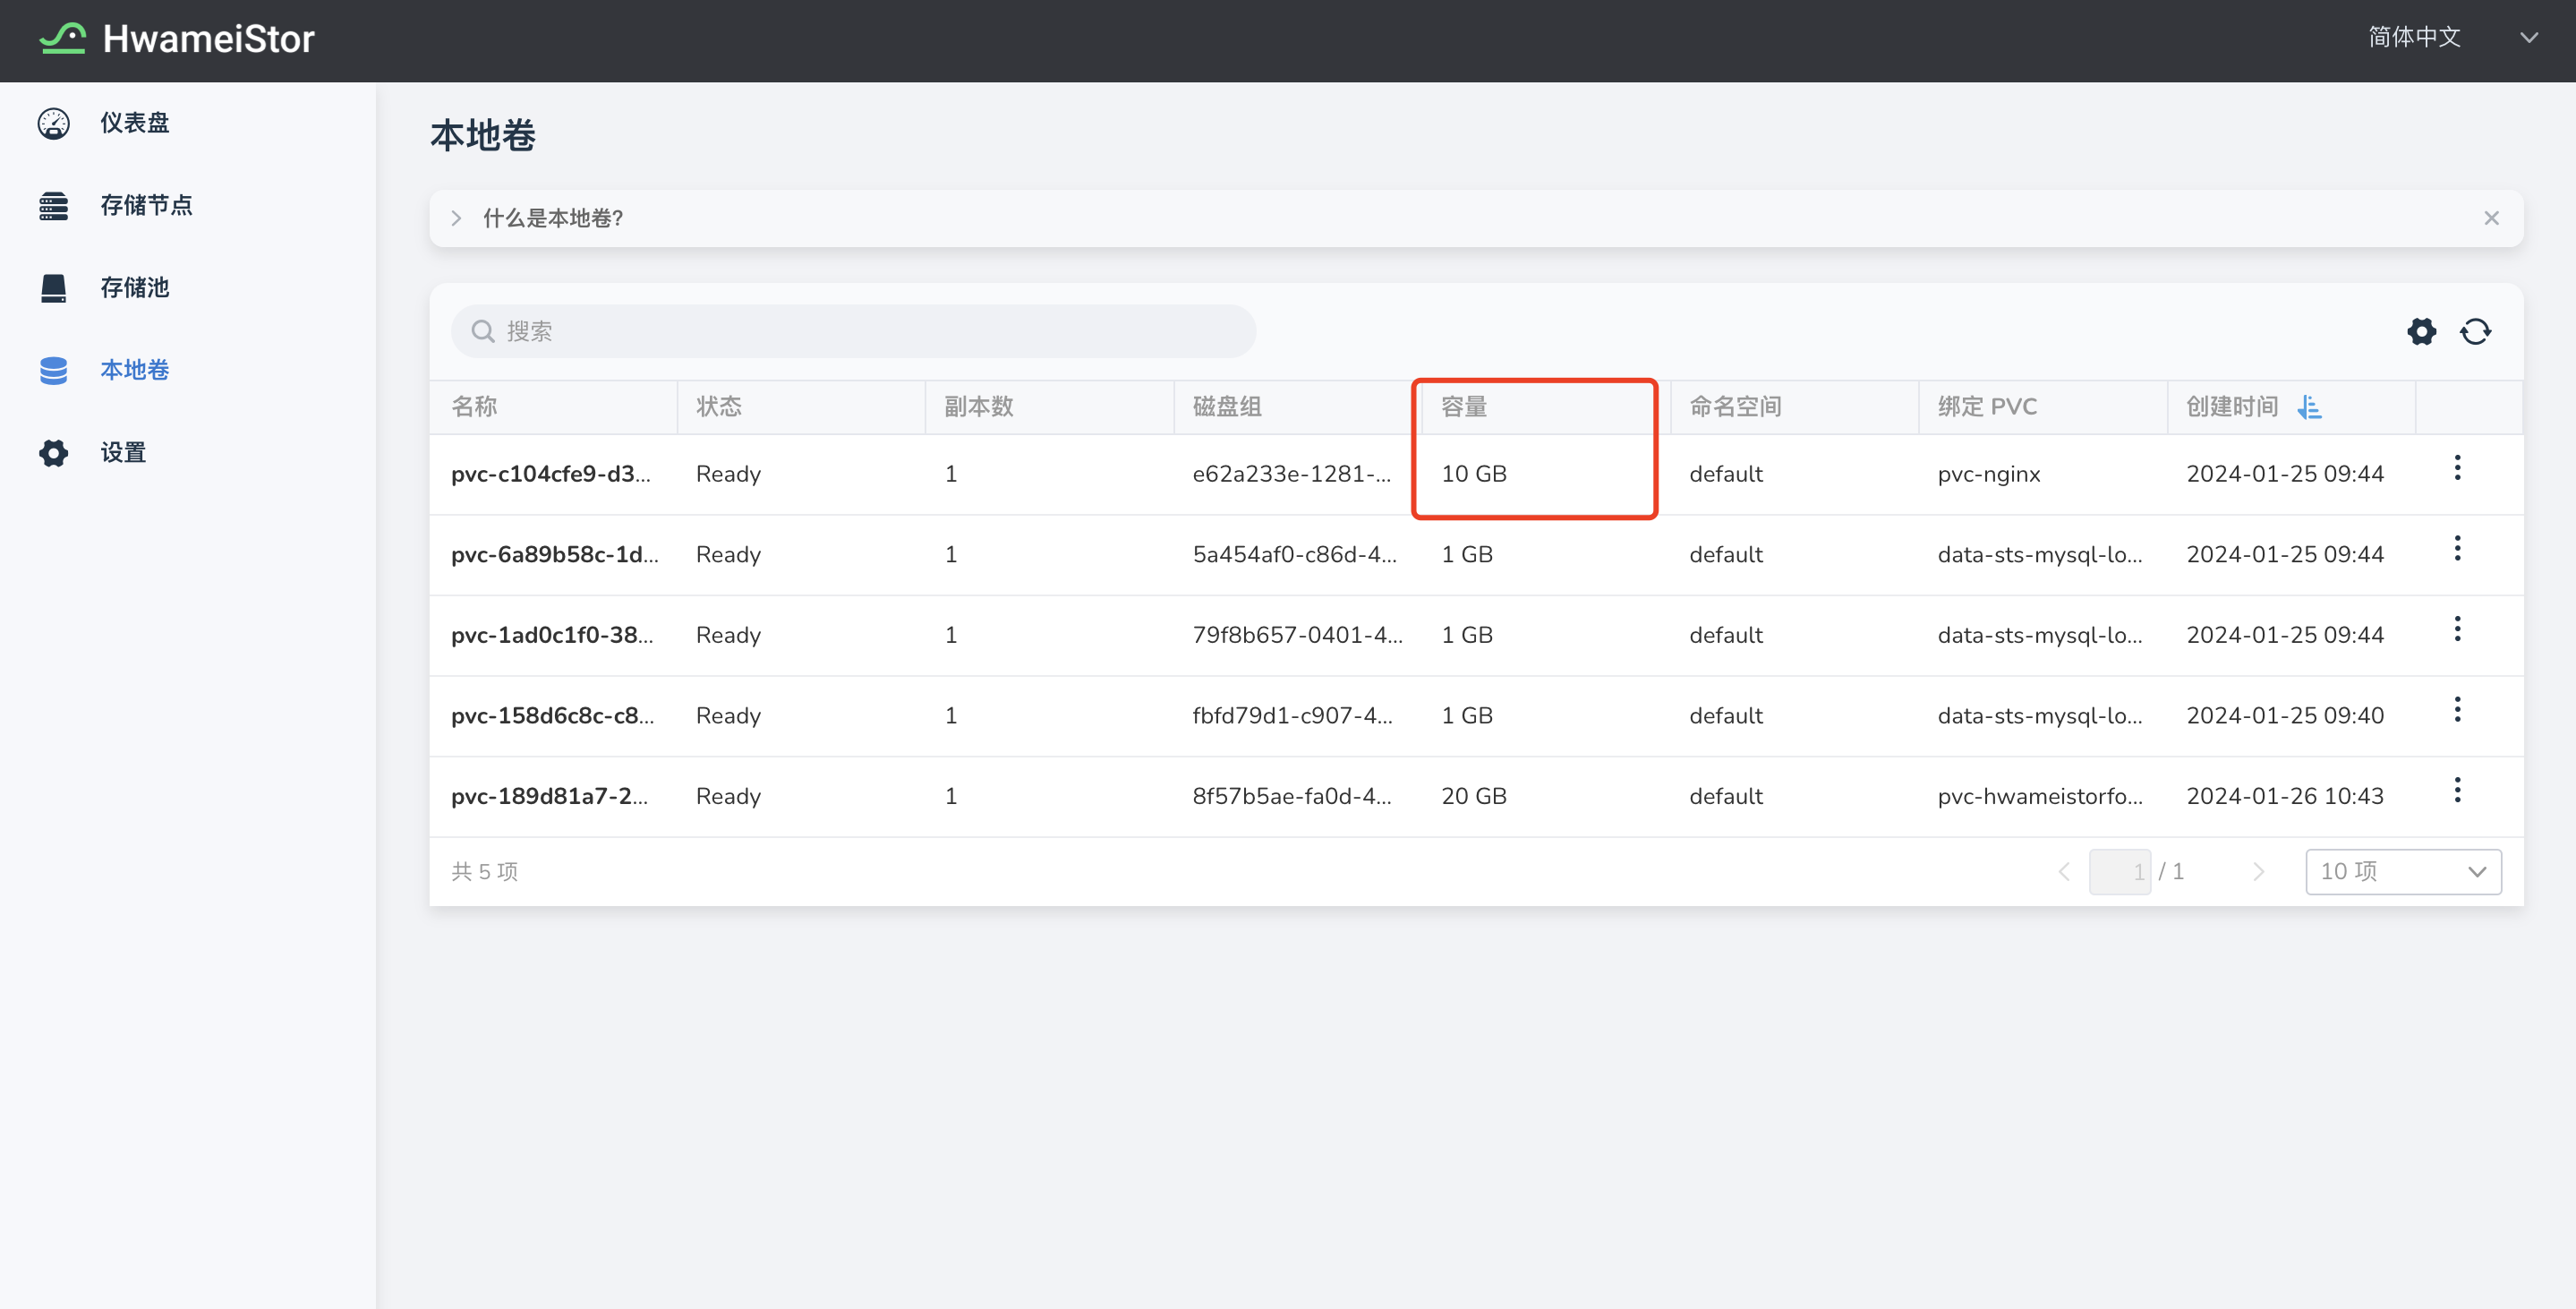 HwameiStor
简体中文
仪表盘
存储节点
存储池
本地卷
设置
本地卷
什么是本地卷?
搜索
名称 状态 副本数 磁盘组 容量 命名空间 绑定 PVC 创建时间
pvc-c104cfe9-d3... Ready 1 e62a233e-1281-... 10 GB default pvc-nginx 2024-01-25 09:44
pvc-6a89b58c-1d... Ready 1 5a454af0-c86d-4... 1 GB default data-sts-mysql-lo... 2024-01-25 09:44
pvc-1ad0c1f0-38... Ready 1 79f8b657-0401-4... 1 GB default data-sts-mysql-lo... 2024-01-25 09:44
pvc-158d6c8c-c8... Ready 1 fbfd79d1-c907-4... 1 GB default data-sts-mysql-lo... 2024-01-25 09:40
pvc-189d81a7-2... Ready 1 8f57b5ae-fa0d-4... 20 GB default pvc-hwameistorfo... 2024-01-26 10:43
共 5 项 1 / 1 10 项